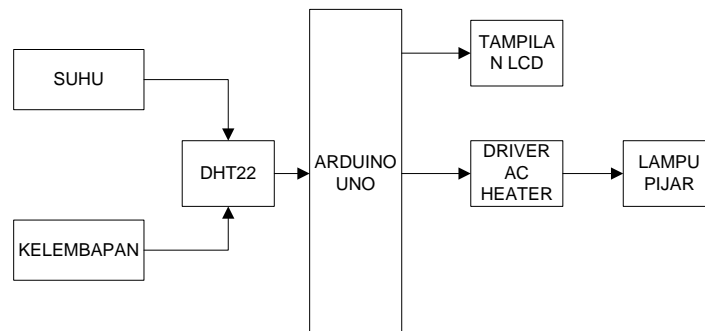 SUHU
KELEMBAPAN
DHT22
ARDUINO
UNO
TAMPILA
N LCD
DRIVER
AC
HEATER
LAMPU
PIJAR